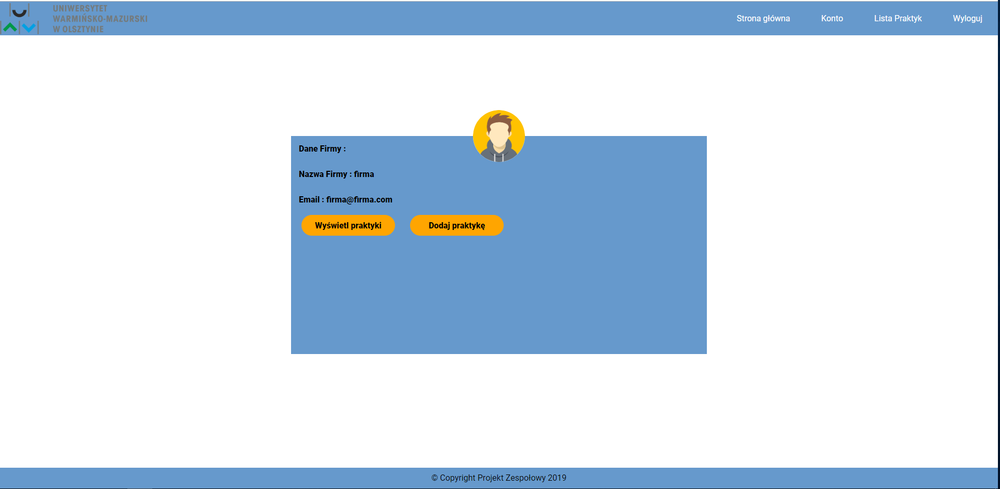 UNIWERSYTET
WARMIŃSKO-MAZURSKI
W OLSZTYNIE
Strona główna
Konto
Lista Praktyk
Wyloguj
Dane Firmy :
Nazwa Firmy : firma
Email : firma@firma.com
Wyświetl praktyki
Dodaj praktykę
© Copyright Projekt Zespołowy 2019